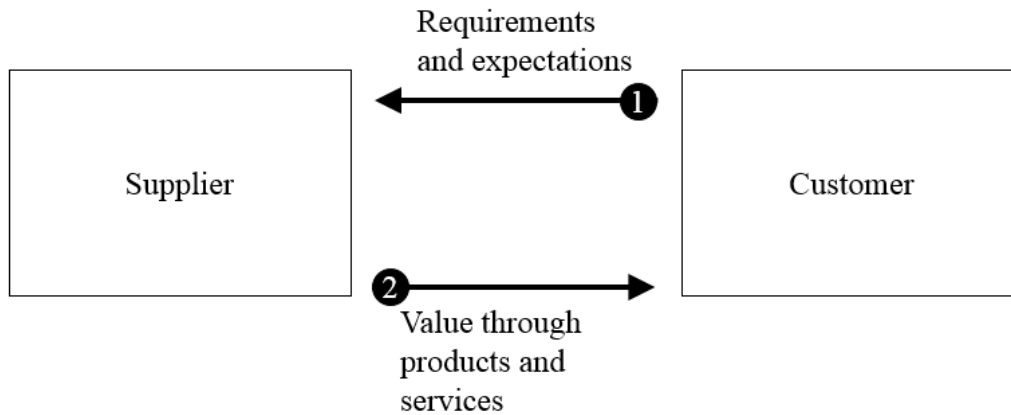 Requirements
and expectations
1
Supplier
Customer
2
Value through
products and
services